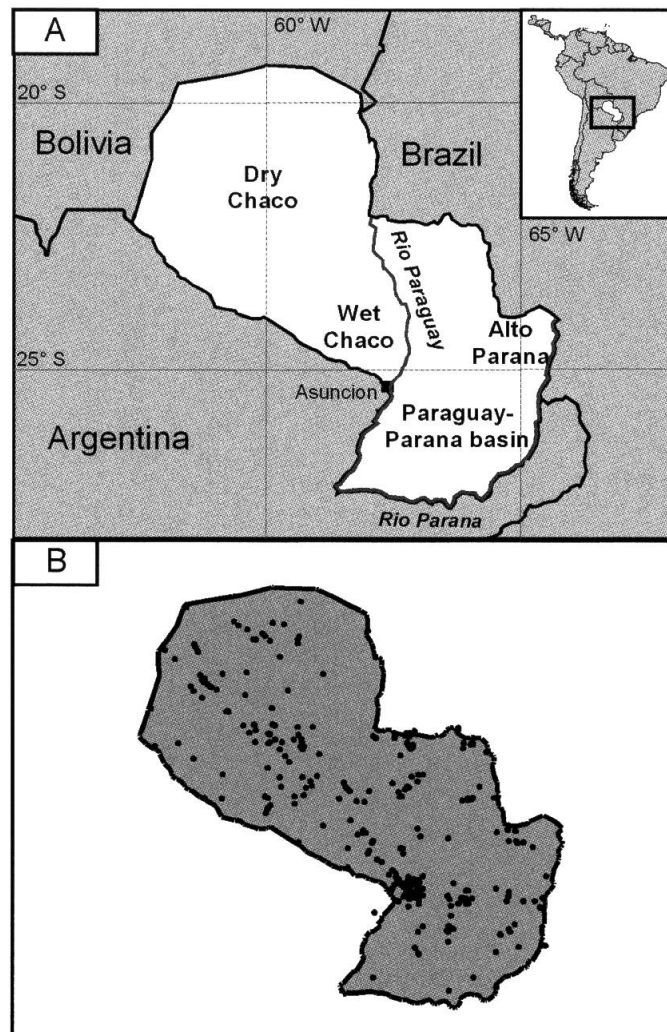 A
60° W
20° S
Bolivia
Brazil
Dry
Chaco
65° W
Rio Paraguay
Wet
Chaco
Alto
Parana
25° S
Asuncion
Paraguay-
Parana basin
Argentina
Rio Parana
B